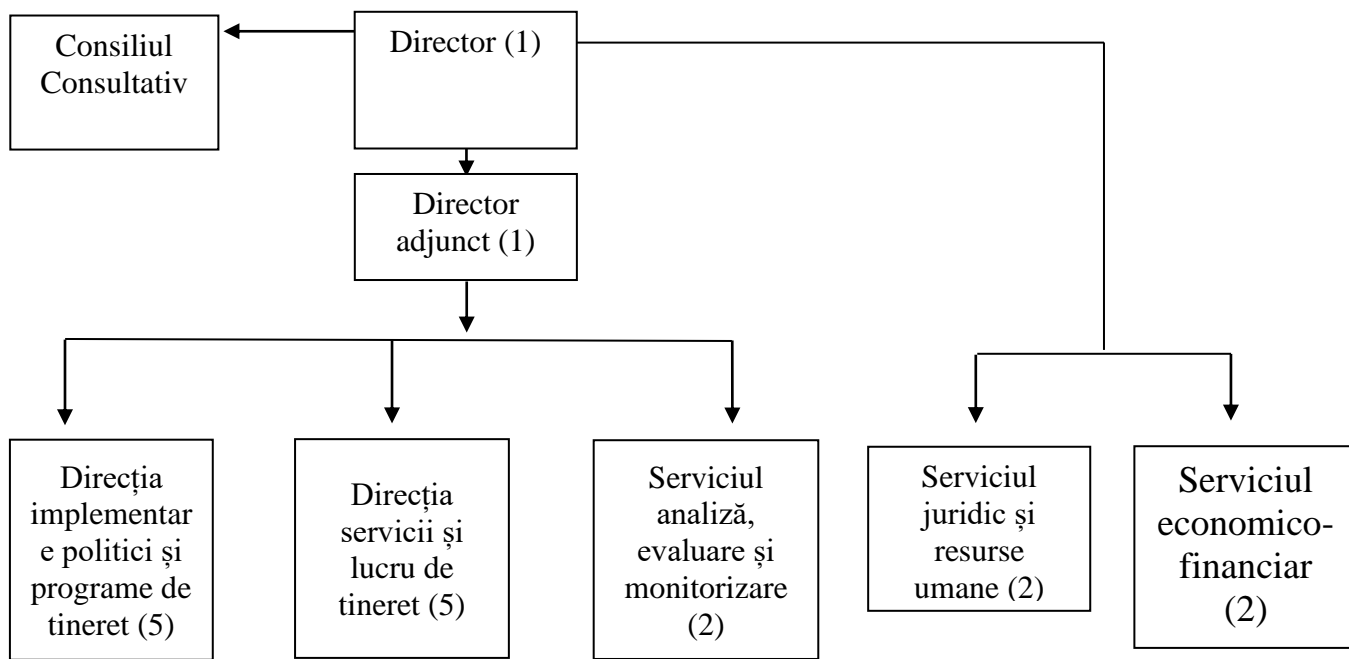 Consiliul
Consultativ
Director (1)
Director
adjunct (1)
Direcția
implementar
e politici și
programe de
tineret (5)
Direcția
servicii și
lucru de
tineret (5)
Serviciul
analiză,
evaluare și
monitorizare
(2)
Serviciul
juridic și
resurse
umane (2)
Serviciul
economico-
financiar
(2)